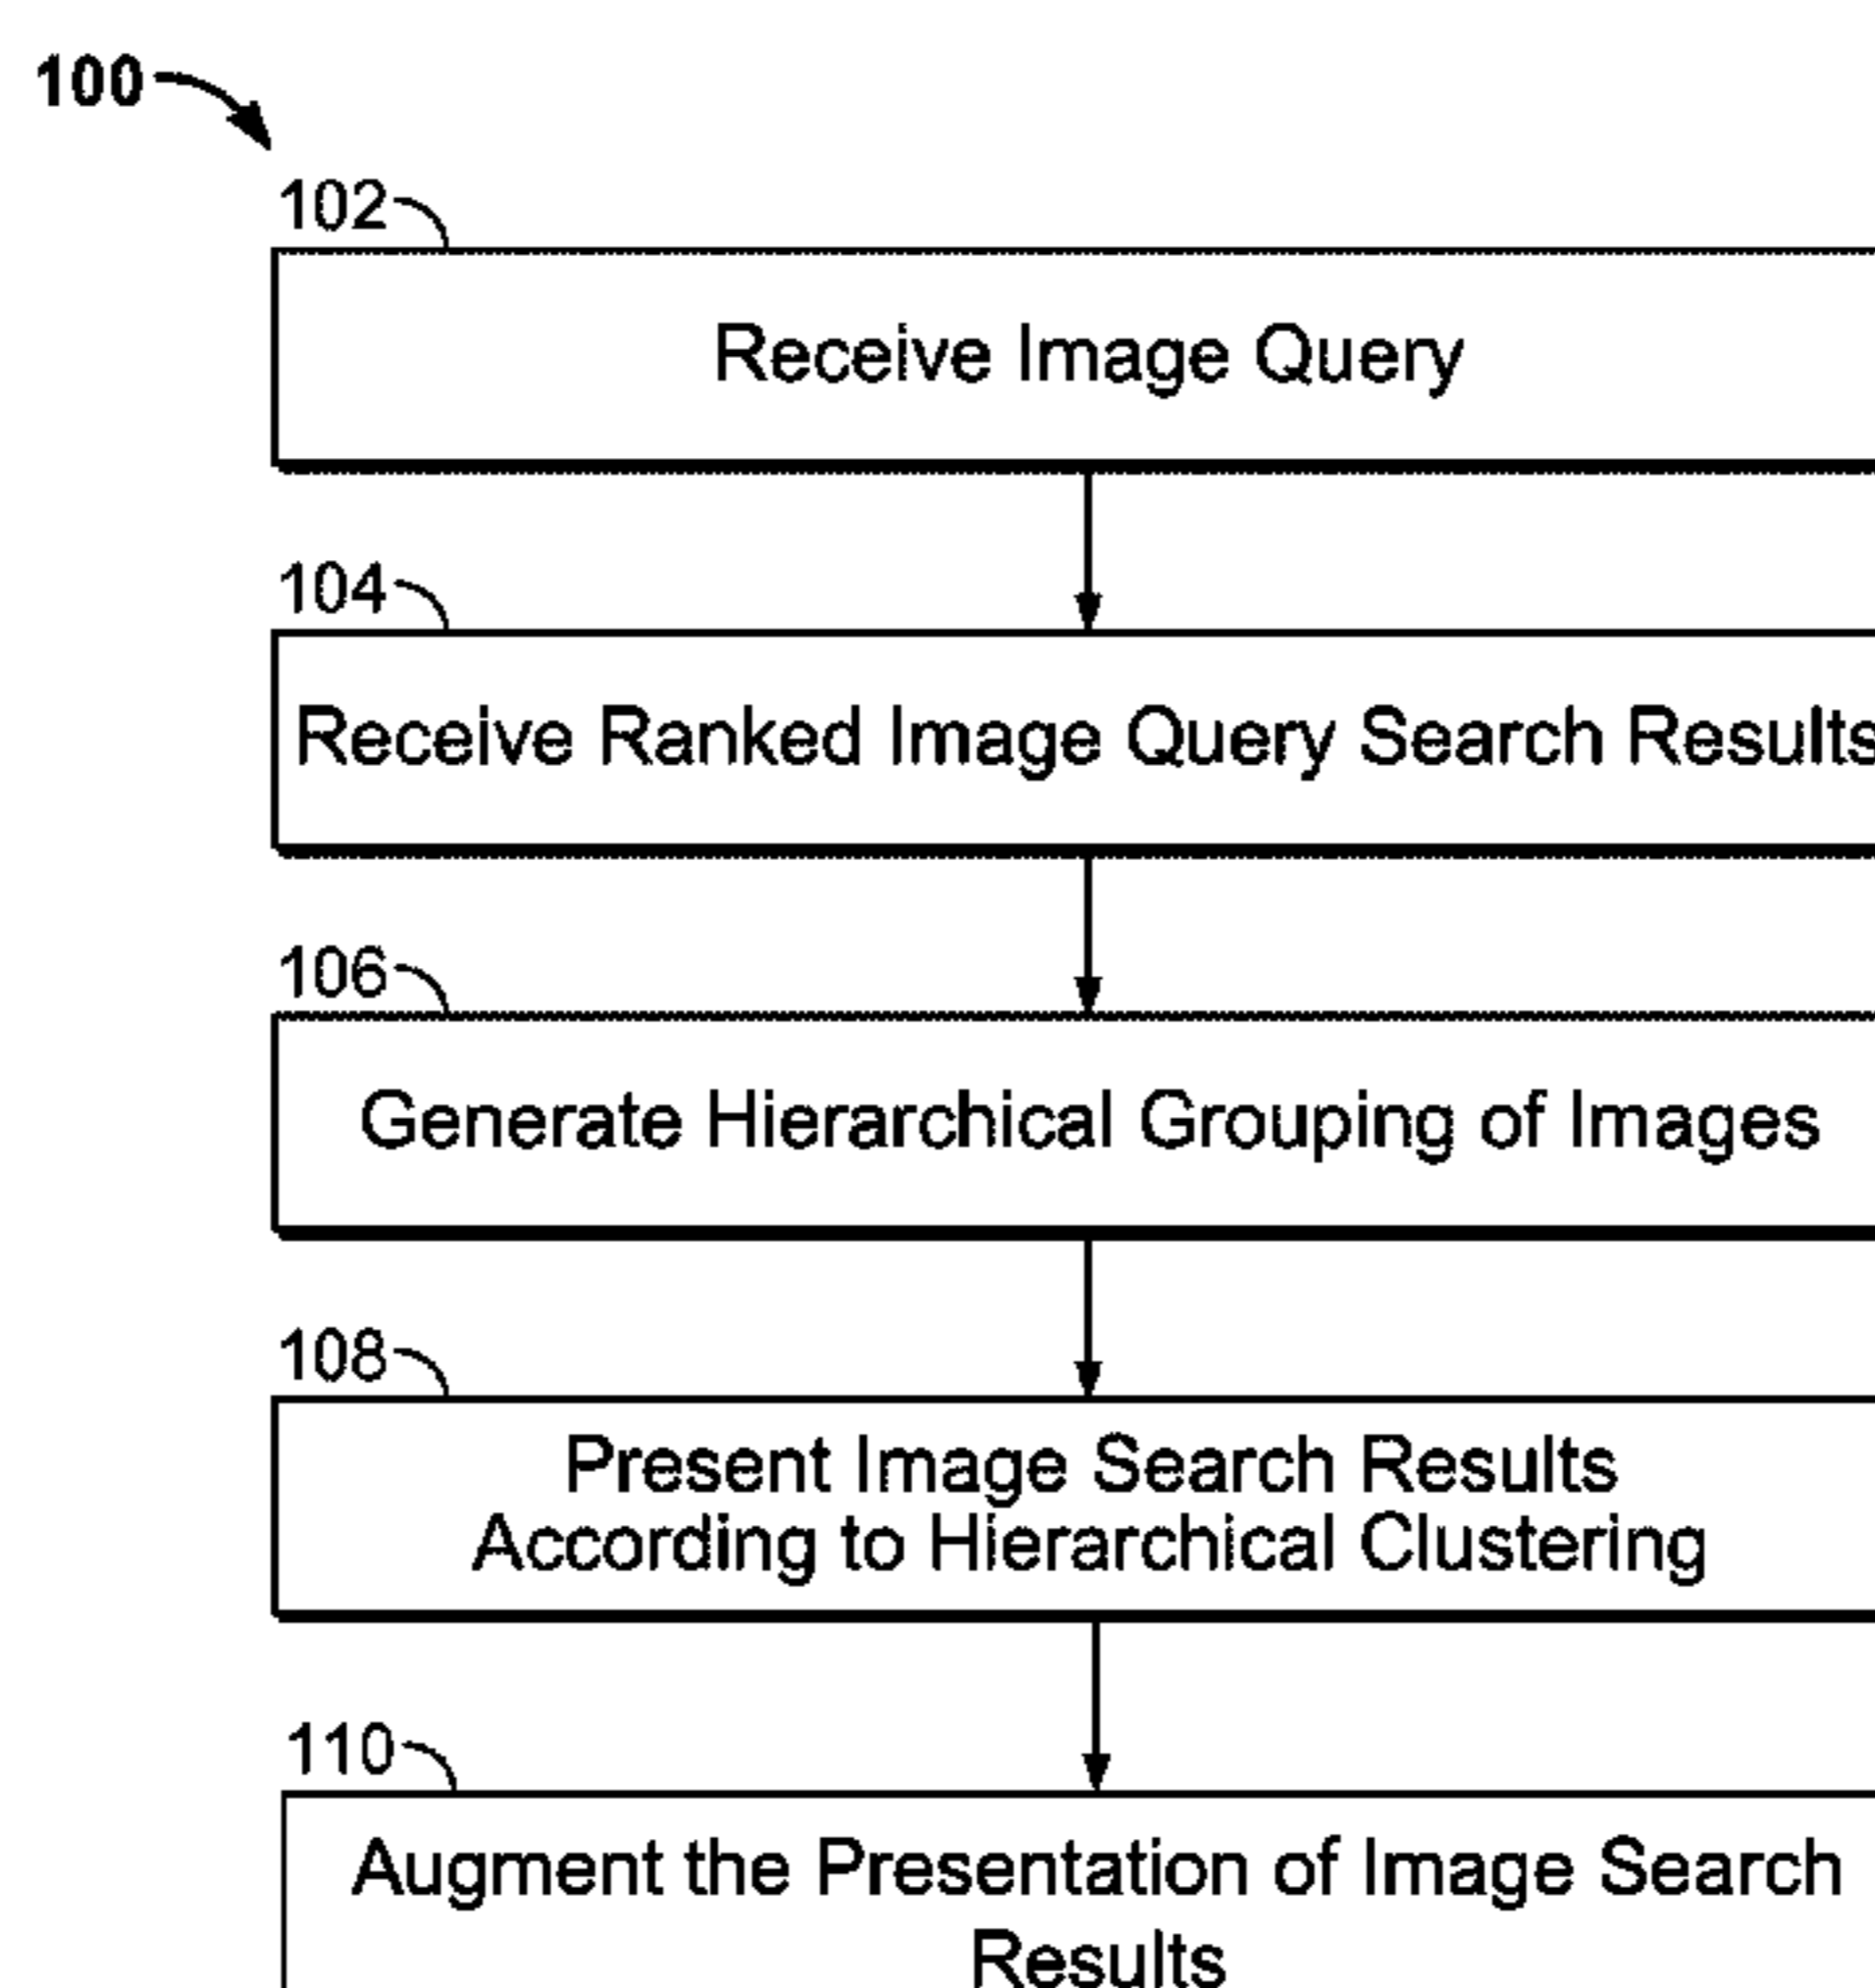 100
102
Receive Image Query
104
Receive Ranked Image Query Search Results
106
Generate Hierarchical Grouping of Images
108
Present Image Search Results
According to Hierarchical Clustering
110
Augment the Presentation of Image Search
Results